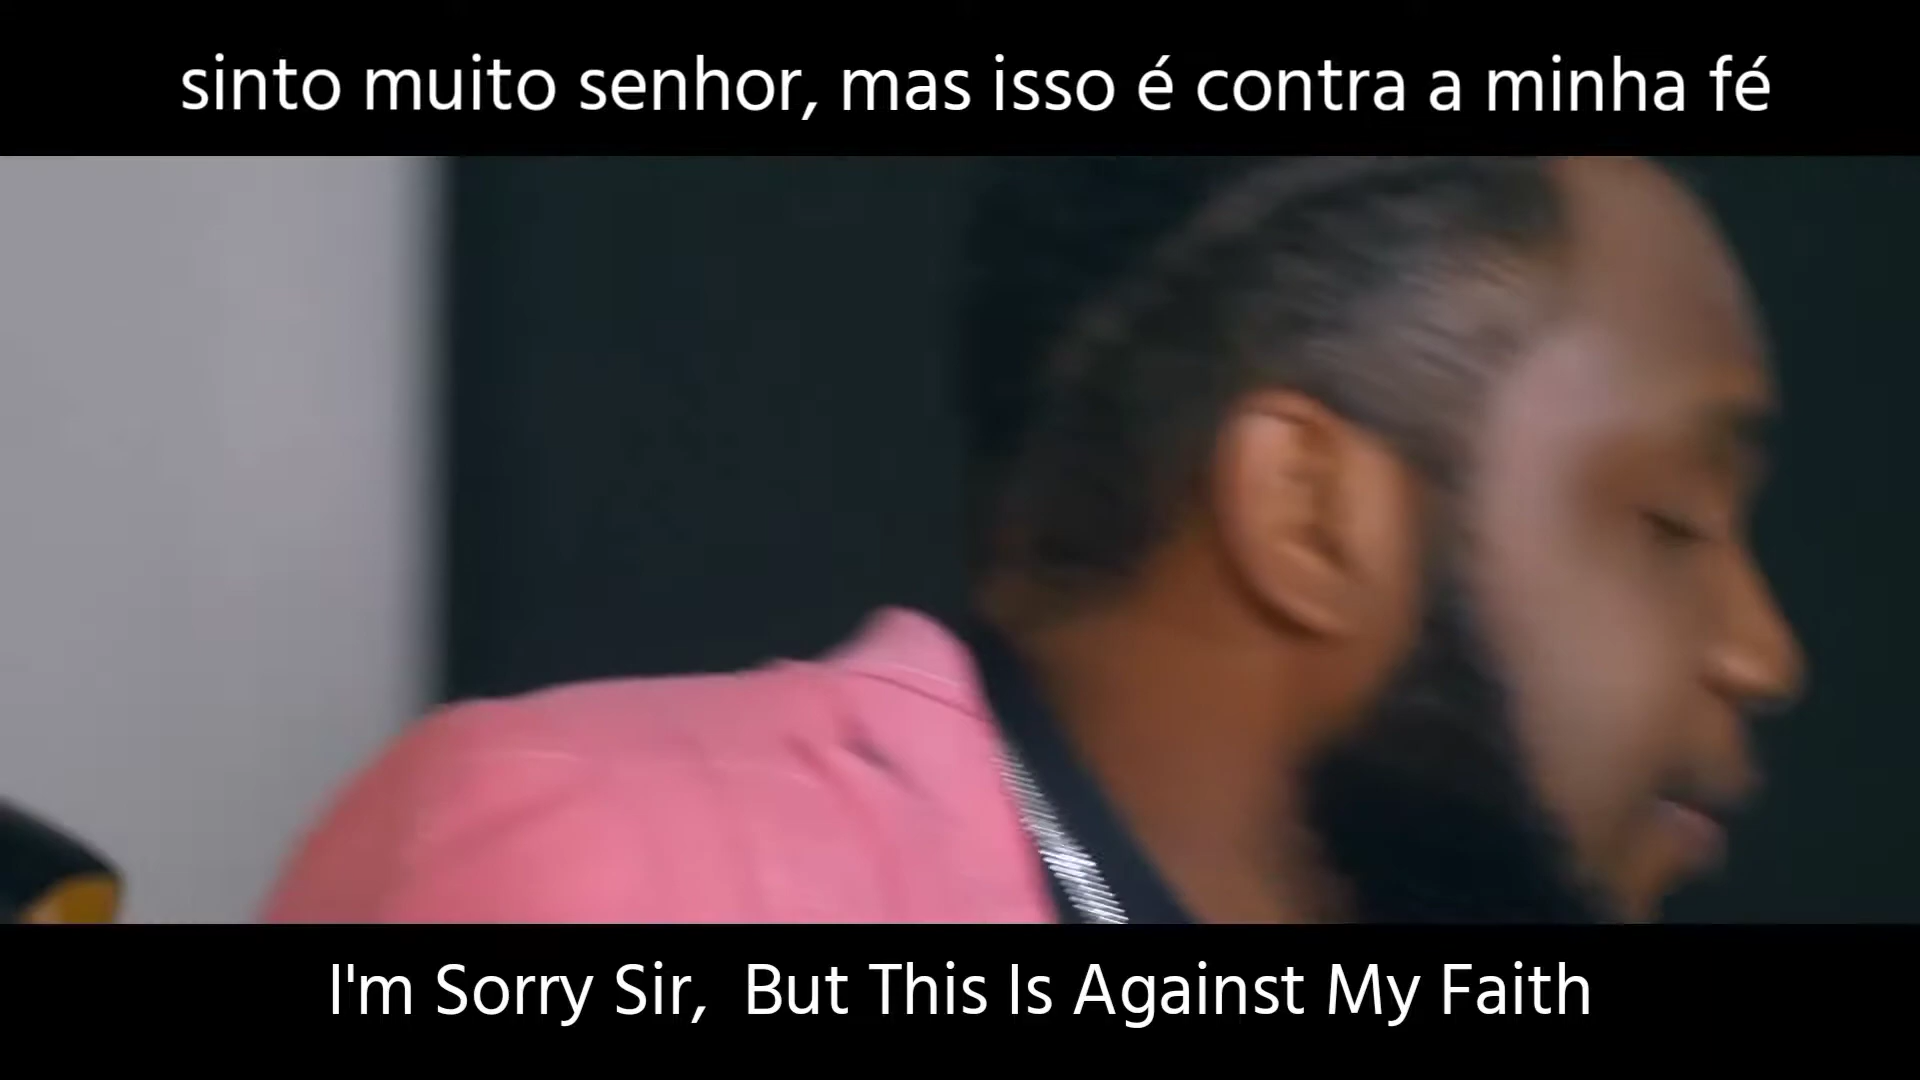 sinto muito senhor, mas isso é contra a minha fé
I'm Sorry Sir, But This Is Against My Faith